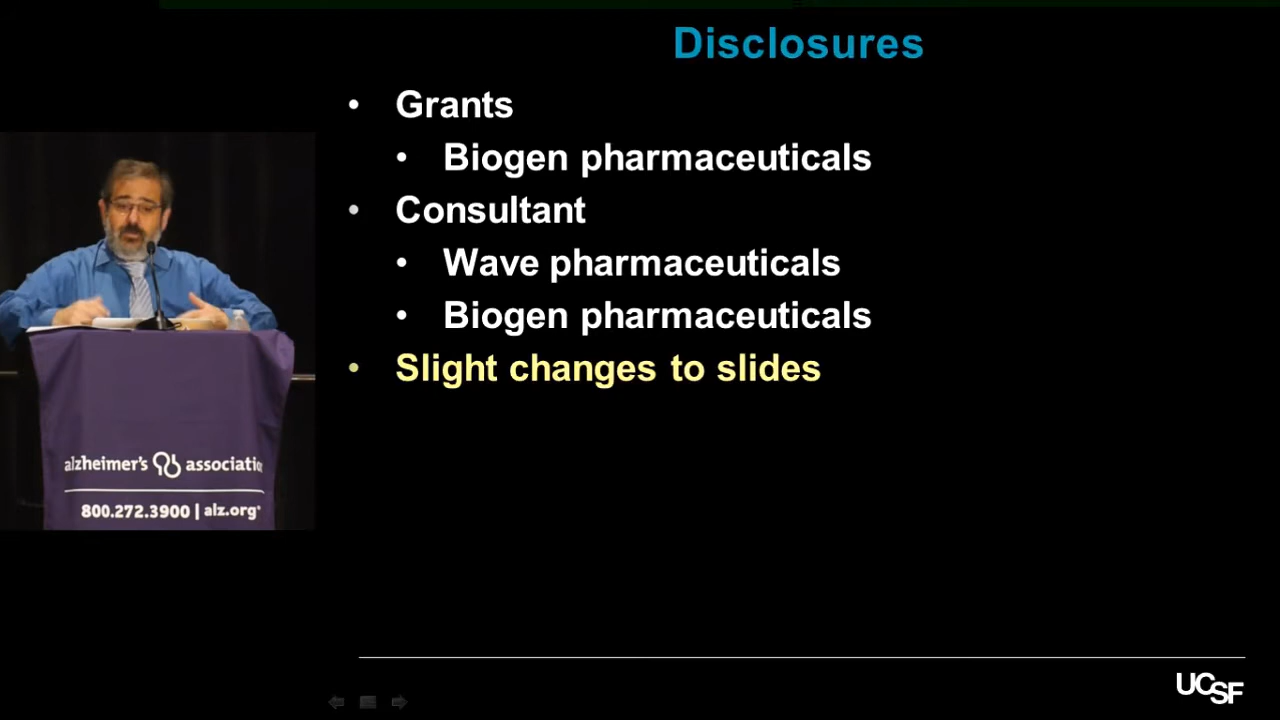 Disclosures
• Grants
• Biogen pharmaceuticals
• Consultant
• Wave pharmaceuticals
• Biogen pharmaceuticals
• Slight changes to slides
alzheimer's associatio
800.272.3900 | alz.org®
UCSF